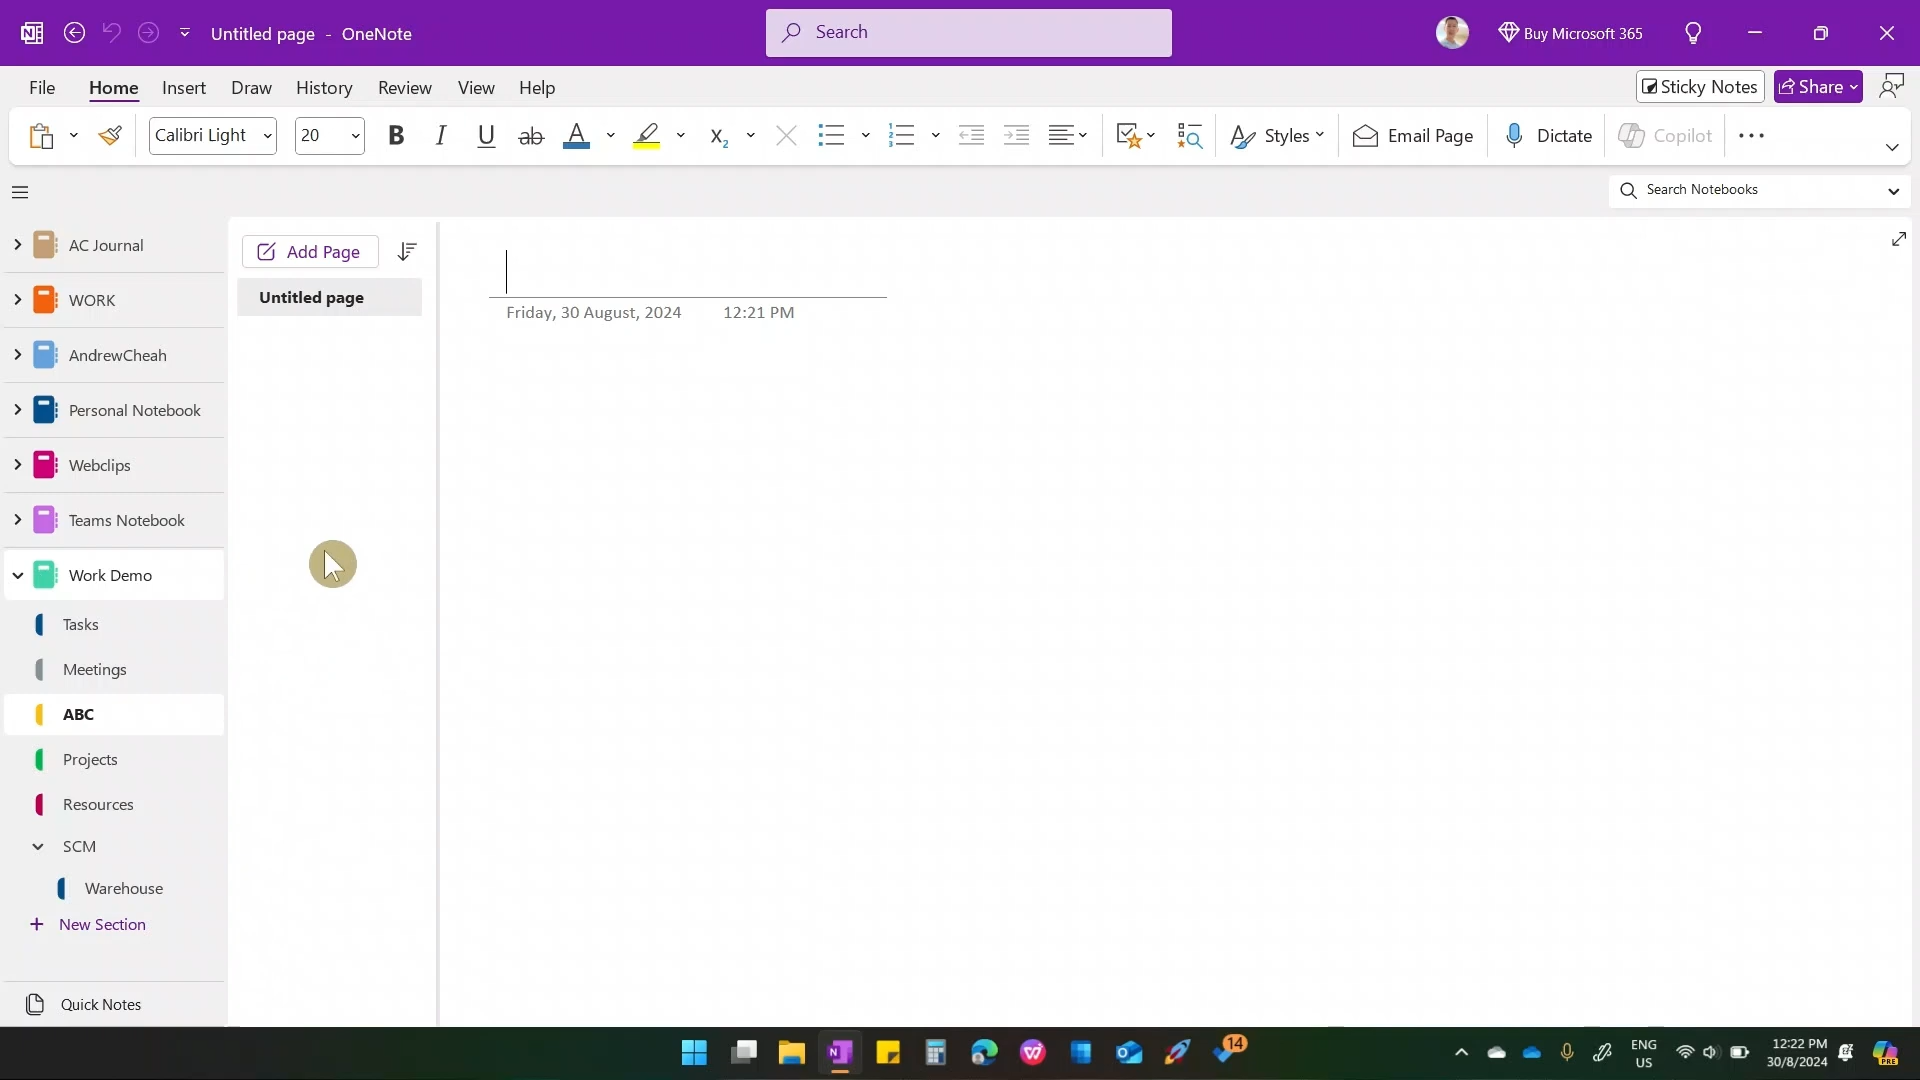 Untitled page - OneNote
Search
Buy Microsoft 365
File Home Insert Draw History Review View Help
Sticky Notes
Share
Calibri Light
20
Styles
Email Page
Dictate
Copilot
Search Notebooks
AC Journal
WORK
AndrewCheah
Personal Notebook
Webclips
Teams Notebook
Work Demo
Tasks
Meetings
ABC
Projects
Resources
SCM
Warehouse
New Section
Quick Notes
Add Page
Untitled page
Friday, 30 August, 2024 12:21 PM
14
ENG
US
12:22 PM
30/8/2024
PRE